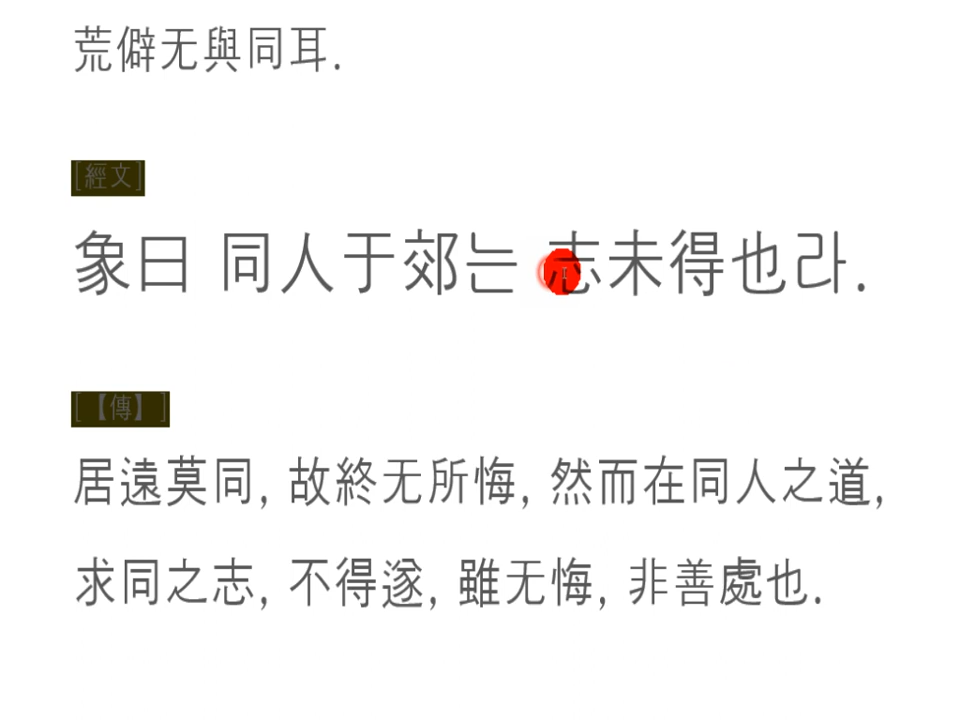 荒僻无與同耳.
[經文]
象曰 同人于郊는 志未得也라.
[【傳】]
居遠莫同, 故終无所悔, 然而在同人之道,
求同之志, 不得遂, 雖无悔, 非善處也.